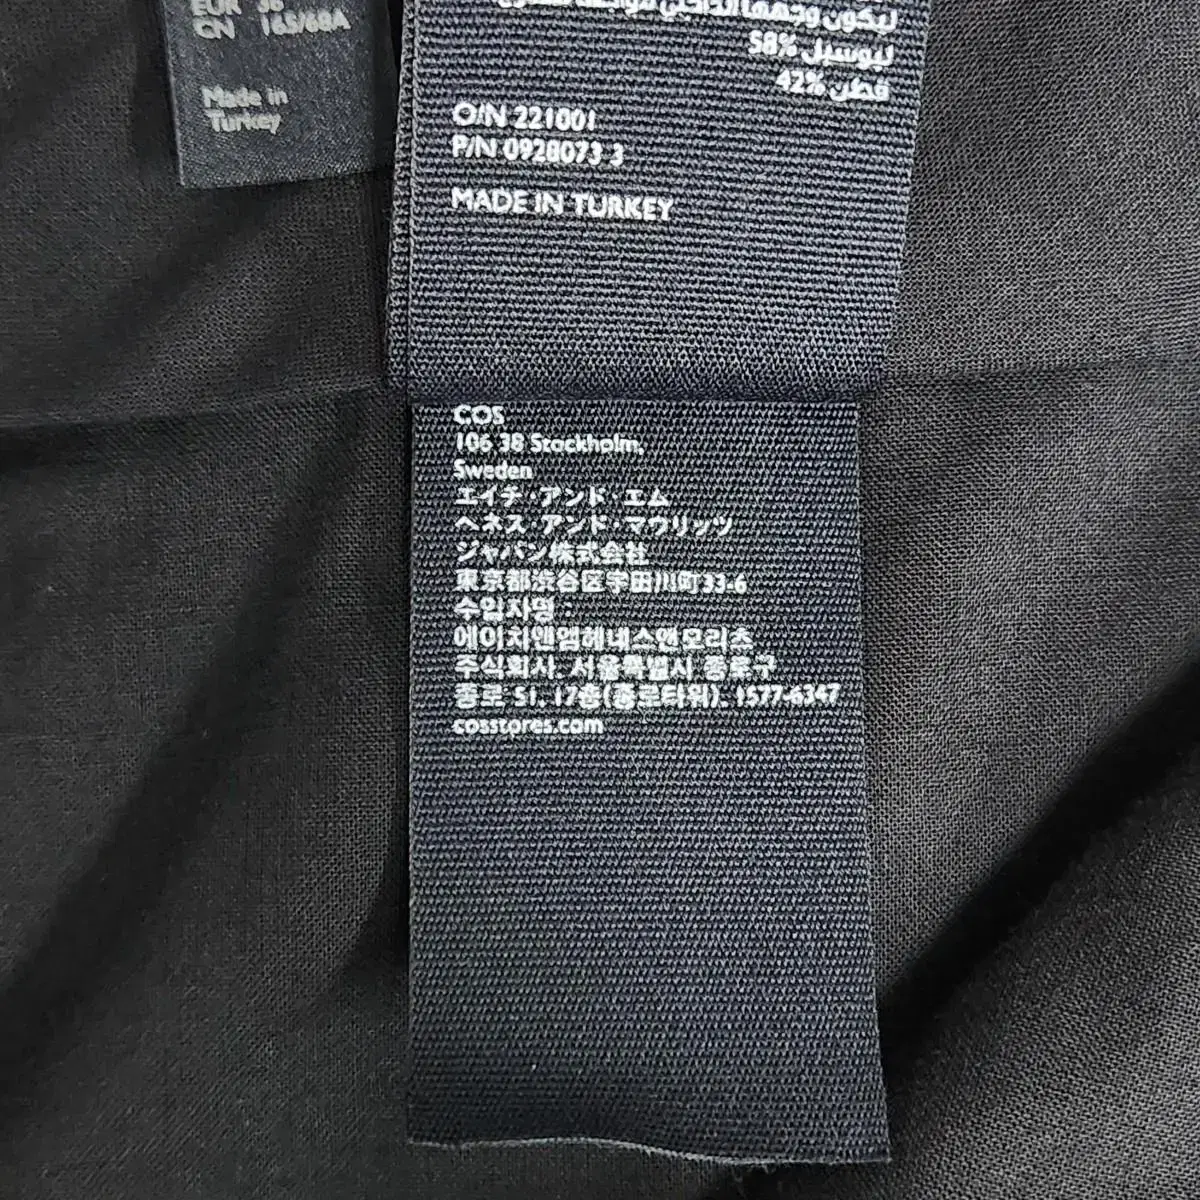 EUR 36
CN 165/68A
Made in
Turkey
ليوسيل 58%
قطن 42%
O/N 221001
P/N 0928073.3
MADE IN TURKEY
COS
106 38 Stockholm,
Sweden
エイチ・アンド・エム
ヘネス・アンド・マウリッツ
ジャパン株式会社
東京都渋谷区宇田川町33-6
수입자명 :
에이치앤엠헤네스앤모리츠
주식회사, 서울특별시 종로구
종로 51, 17층(종로타워). 1577-6347
cosstores.com